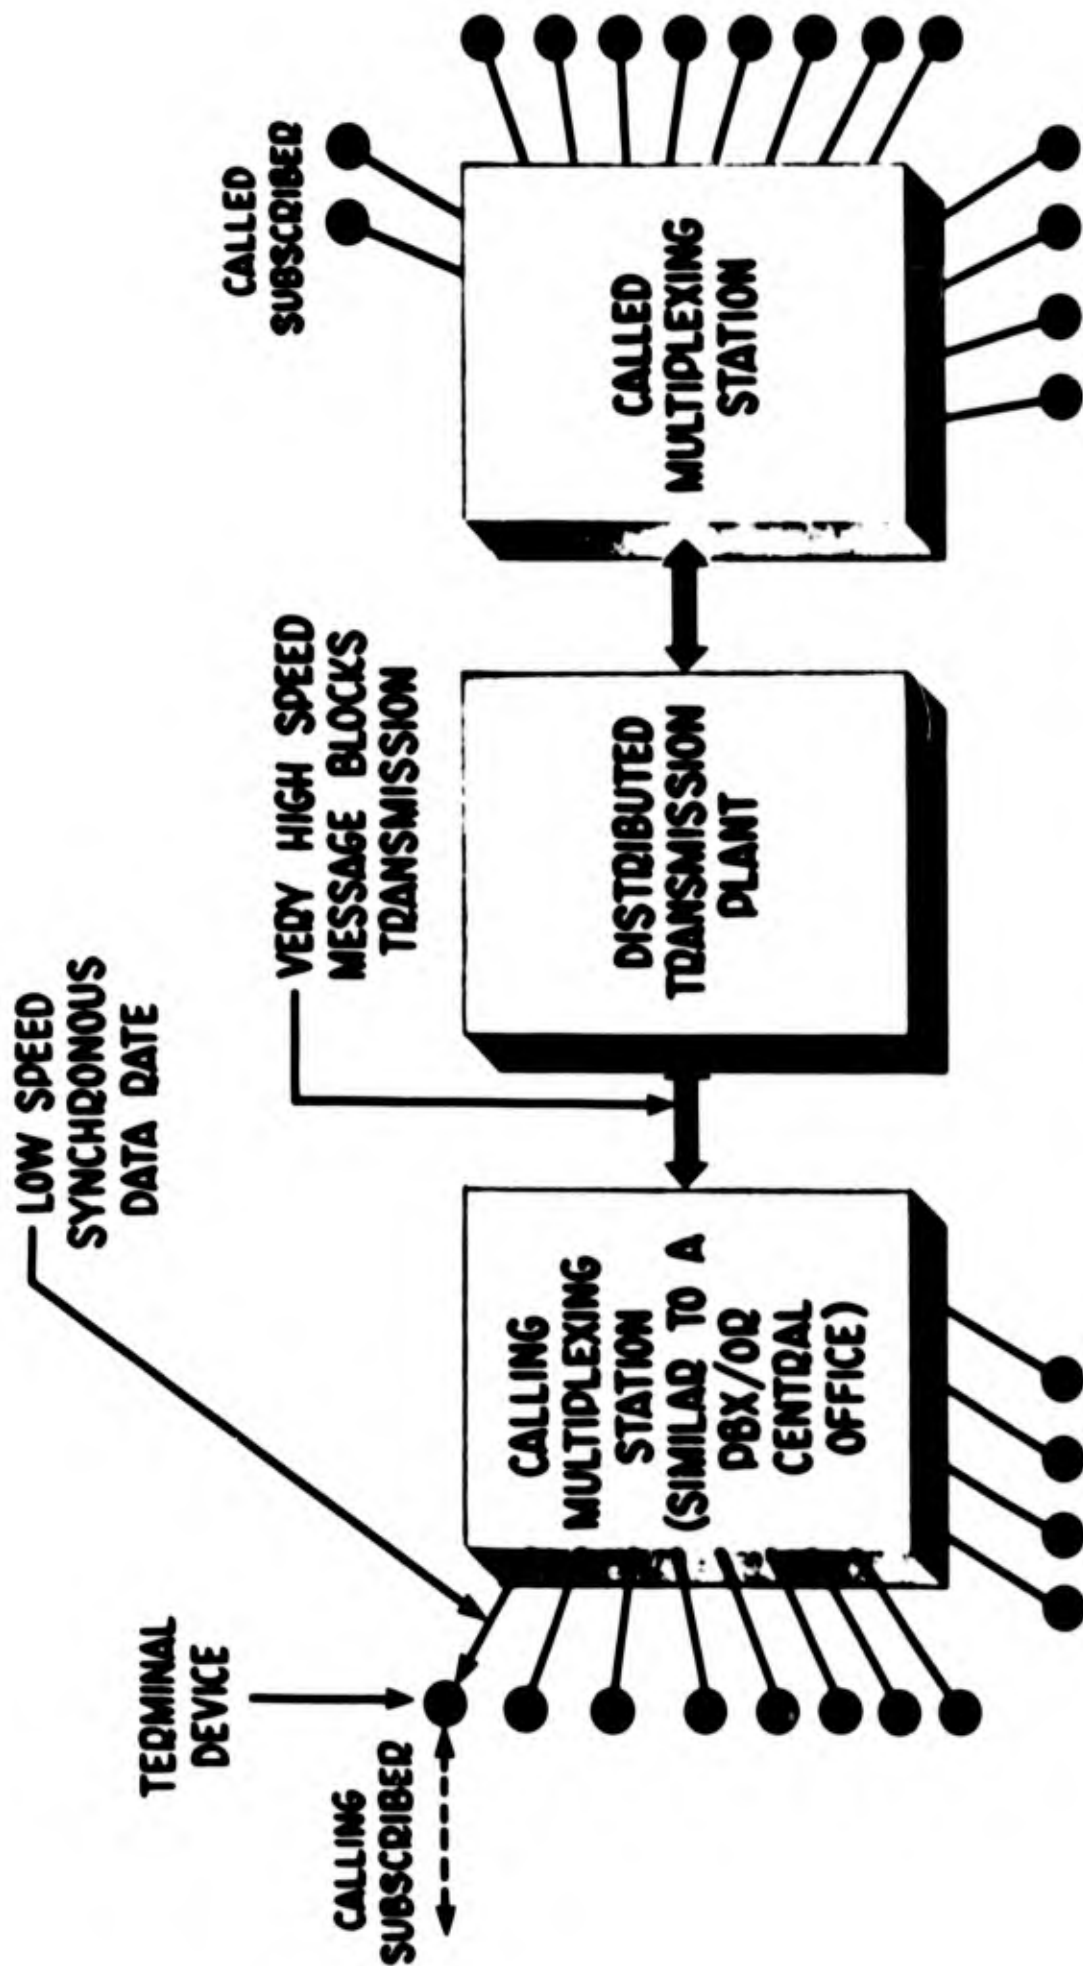 LOW SPEED
SYNCHRONOUS
DATA RATE
TERMINAL
DEVICE
CALLING
SUBSCRIBER
VERY HIGH SPEED
MESSAGE BLOCKS
TRANSMISSION
CALLED
SUBSCRIBER
CALLING
MULTIPLEXING
STATION
(SIMILAR TO A
PBX/OR
CENTRAL
OFFICE)
DISTRIBUTED
TRANSMISSION
PLANT
CALLED
MULTIPLEXING
STATION